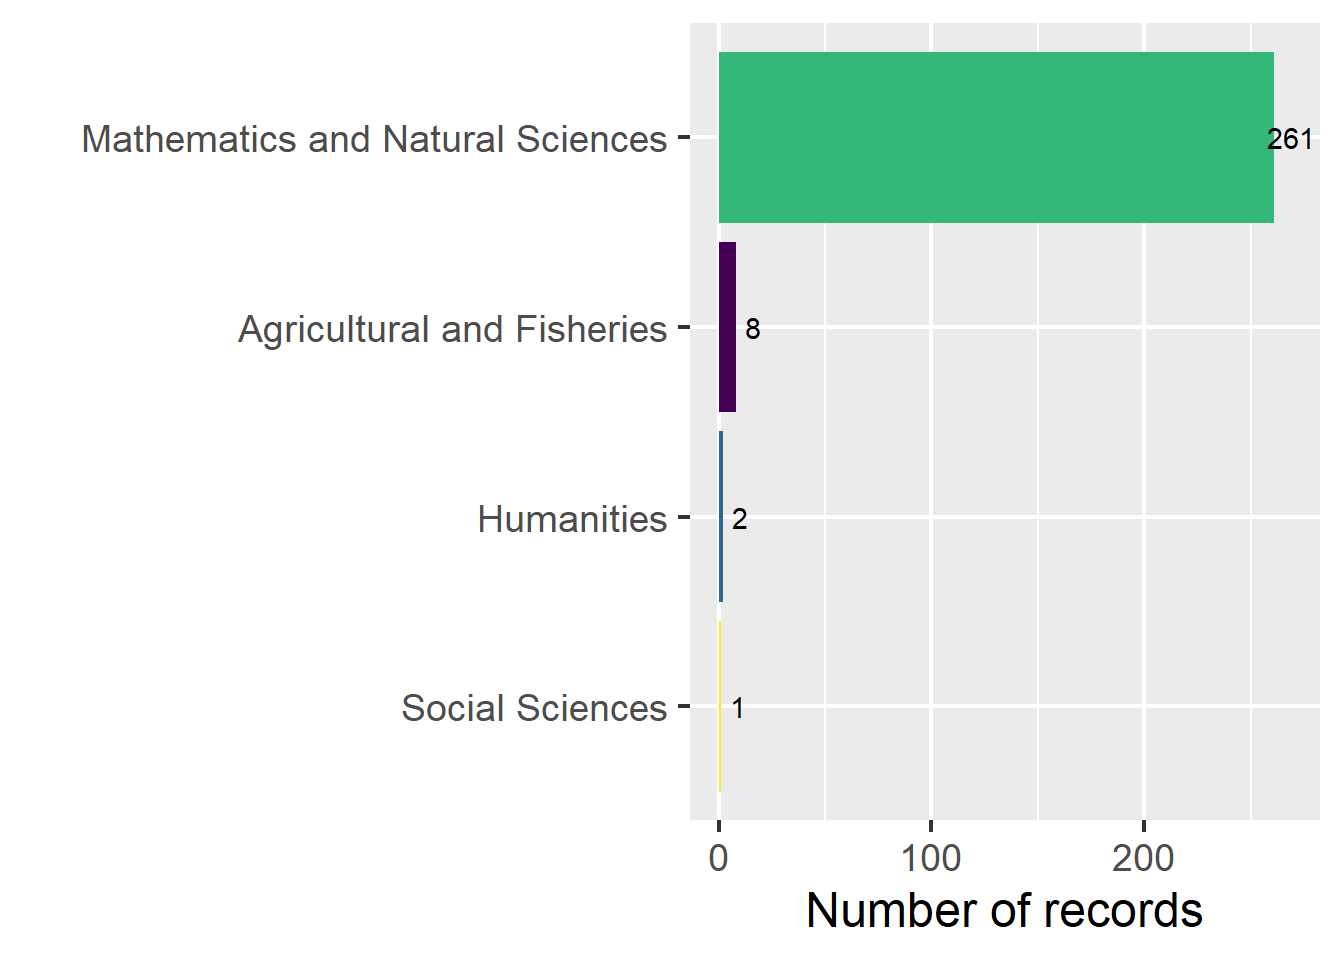 Mathematics and Natural Sciences
261
Agricultural and Fisheries
8
Humanities
2
Social Sciences
1
0 100 200
Number of records